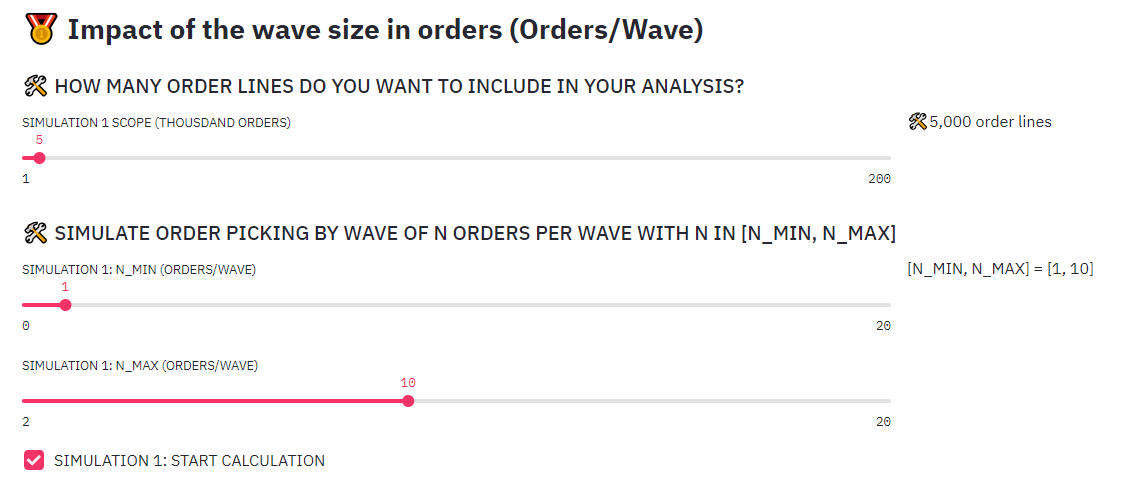 Impact of the wave size in orders (Orders/Wave)
HOW MANY ORDER LINES DO YOU WANT TO INCLUDE IN YOUR ANALYSIS?
SIMULATION 1 SCOPE (THOUSDAND ORDERS)
5,000 order lines
5
1 200
SIMULATE ORDER PICKING BY WAVE OF N ORDERS PER WAVE WITH N IN [N_MIN, N_MAX]
SIMULATION 1: N_MIN (ORDERS/WAVE)
[N_MIN, N_MAX] = [1, 10]
1
0 20
SIMULATION 1: N_MAX (ORDERS/WAVE)
10
2 20
SIMULATION 1: START CALCULATION